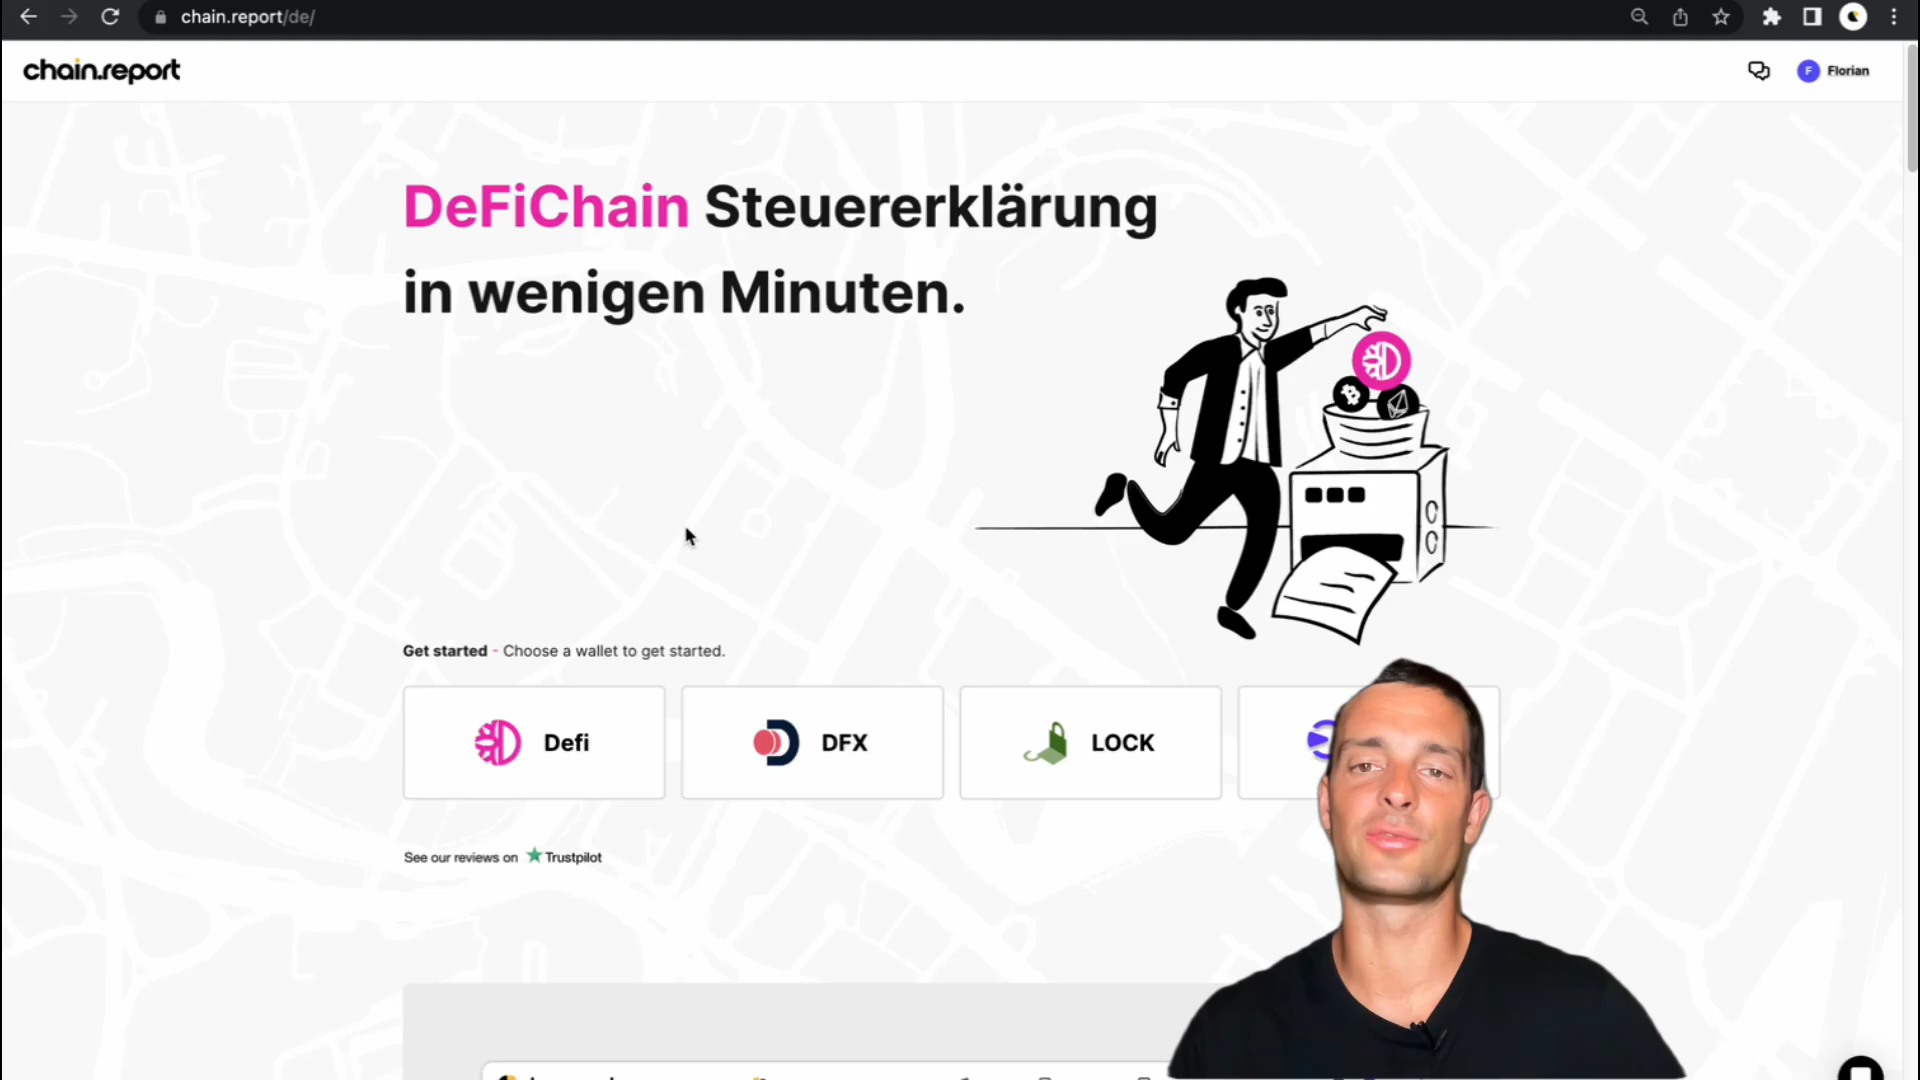 chain.report/de/
chain.report
F Florian
DeFiChain Steuererklärung
in wenigen Minuten.
Get started - Choose a wallet to get started.
Defi
DFX
LOCK
See our reviews on Trustpilot